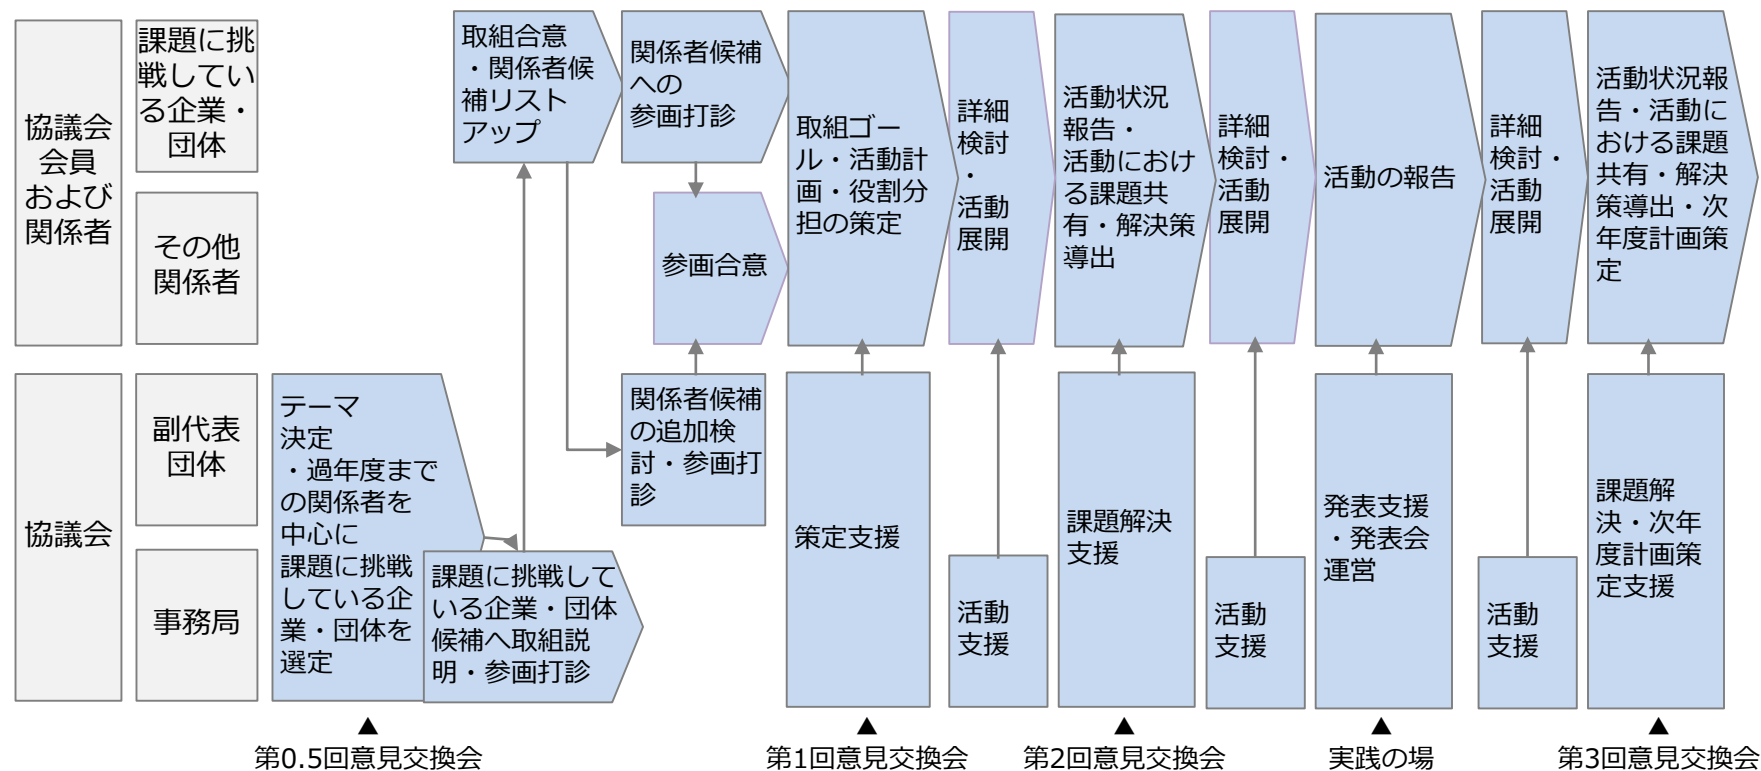 協議会
会員
および
関係者
課題に挑
戦してい
る企業・
団体
その他
関係者
取組合意
・関係者候
補リスト
アップ
関係者候補
への
参画打診
参画合意
取組ゴー
ル・活動計
画・役割分
担の策定
詳細
検討
・
活動
展開
活動状況
報告・
活動におけ
る課題共
有・解決策
導出
詳細
検討・
活動
展開
活動の報告
詳細
検討・
活動
展開
活動状況報
告・活動に
おける課題
共有・解決
策導出・次
年度計画策
定
協議会
副代表
団体
事務局
テーマ
決定
・過年度まで
の関係者を
中心に
課題に挑戦
している企
業・団体を
選定
課題に挑戦して
いる企業・団体
候補へ取組説
明・参画打診
関係者候補
の追加検
討・参画打
診
策定支援
活動
支援
課題解決
支援
活動
支援
発表支援
・発表会
運営
活動
支援
課題解
決・次年
度計画策
定支援
▲
第0.5回意見交換会
▲
第1回意見交換会
▲
第2回意見交換会
▲
実践の場
▲
第3回意見交換会